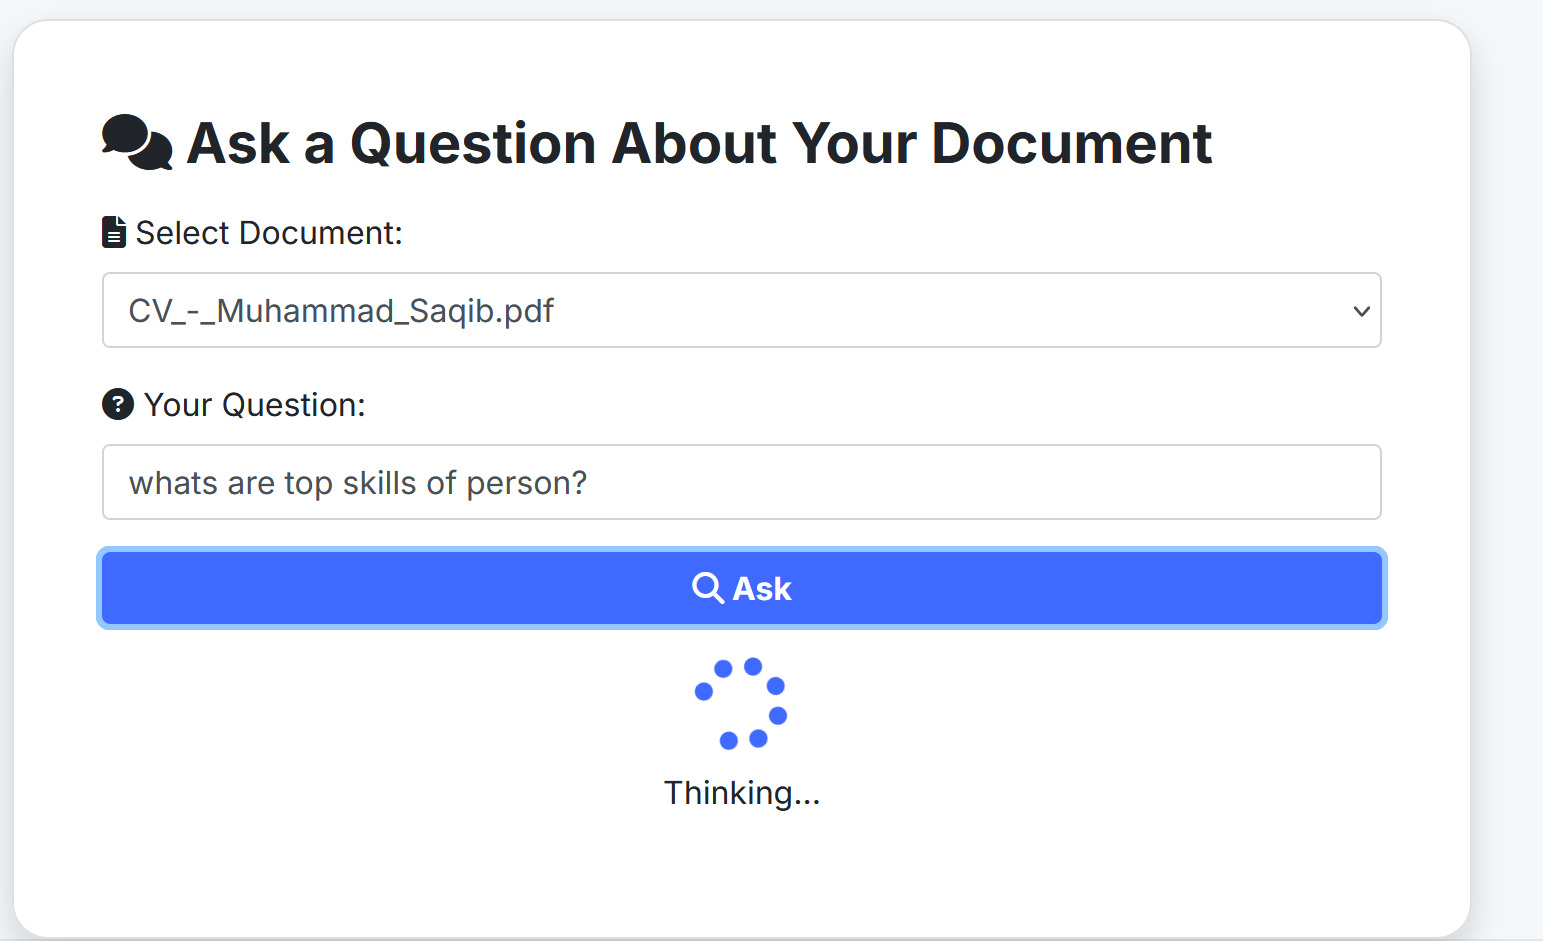 Ask a Question About Your Document
Select Document:
CV_-_Muhammad_Saqib.pdf
? Your Question:
whats are top skills of person?
Ask
Thinking...